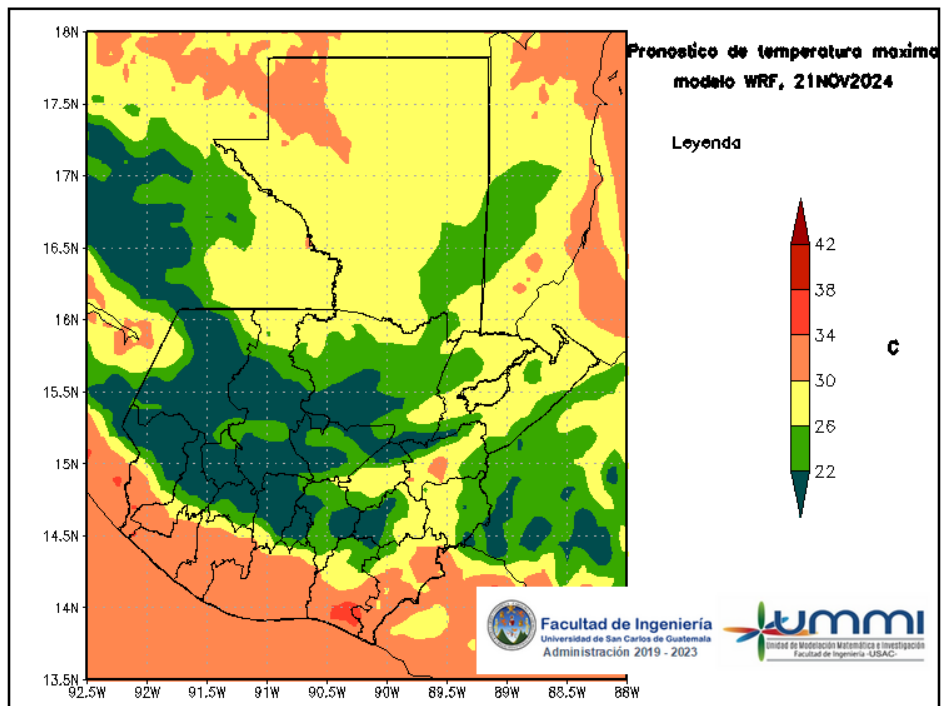 Pronostico de temperatura maxima
modelo WRF, 21NOV2024
Leyenda
42
38
34
30
26
22
C
18N
17.5N
17N
16.5N
16N
15.5N
15N
14.5N
14N
13.5N
92.5W 92W 91.5W 91W 90.5W 90W 89.5W 89W 88.5W 88W
Facultad de Ingeniería
Universidad de San Carlos de Guatemala
Administración 2019 - 2023
UMMI
Unidad de Modelación Matemática e Investigación
Facultad de Ingeniería -USAC-